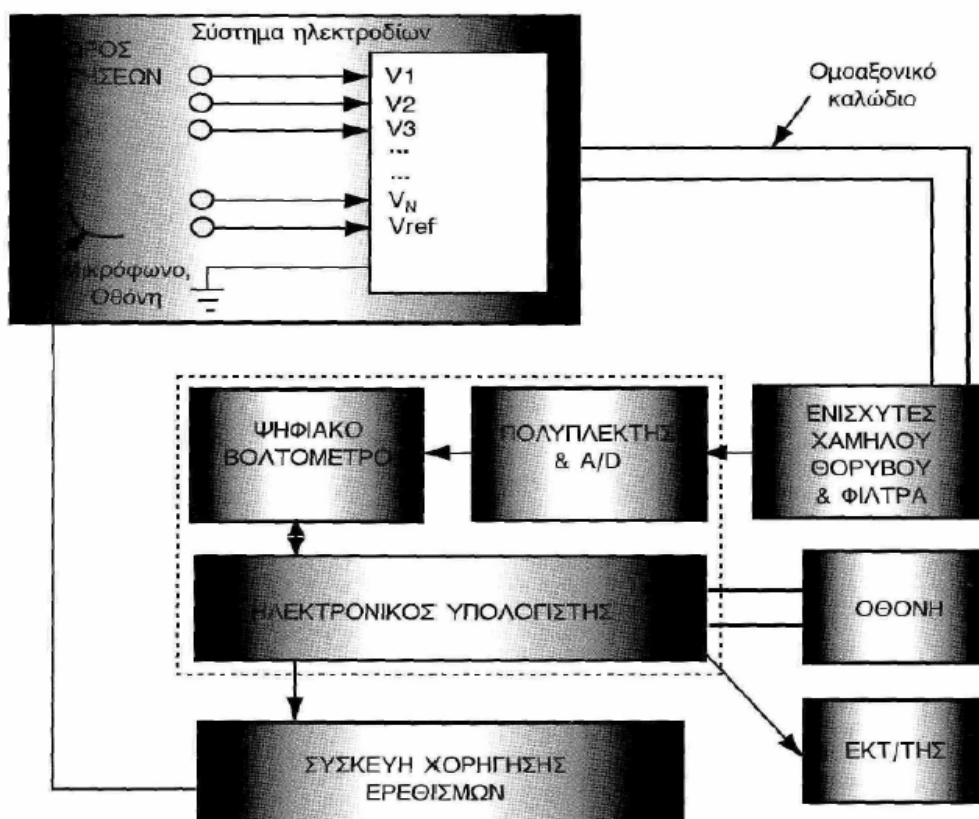 Σύστημα ηλεκτροδίων
V1
V2
V3
...
...
V_N
Vref
Οθόνη
Ομοαξονικό
καλώδιο
ΨΗΦΙΑΚΟ
ΒΟΛΤΟΜΕΤΡΟ
ΠΟΛΥΠΛΕΚΤΗΣ
& A/D
ΕΝΙΣΧΥΤΕΣ
ΧΑΜΗΛΟΥ
ΘΟΡΥΒΟΥ
& ΦΙΛΤΡΑ
ΗΛΕΚΤΡΟΝΙΚΟΣ ΥΠΟΛΟΓΙΣΤΗΣ
ΟΘΟΝΗ
ΣΥΣΚΕΥΗ ΧΟΡΗΓΗΣΗΣ
ΕΡΕΘΙΣΜΩΝ
ΕΚΤ/ΤΗΣ